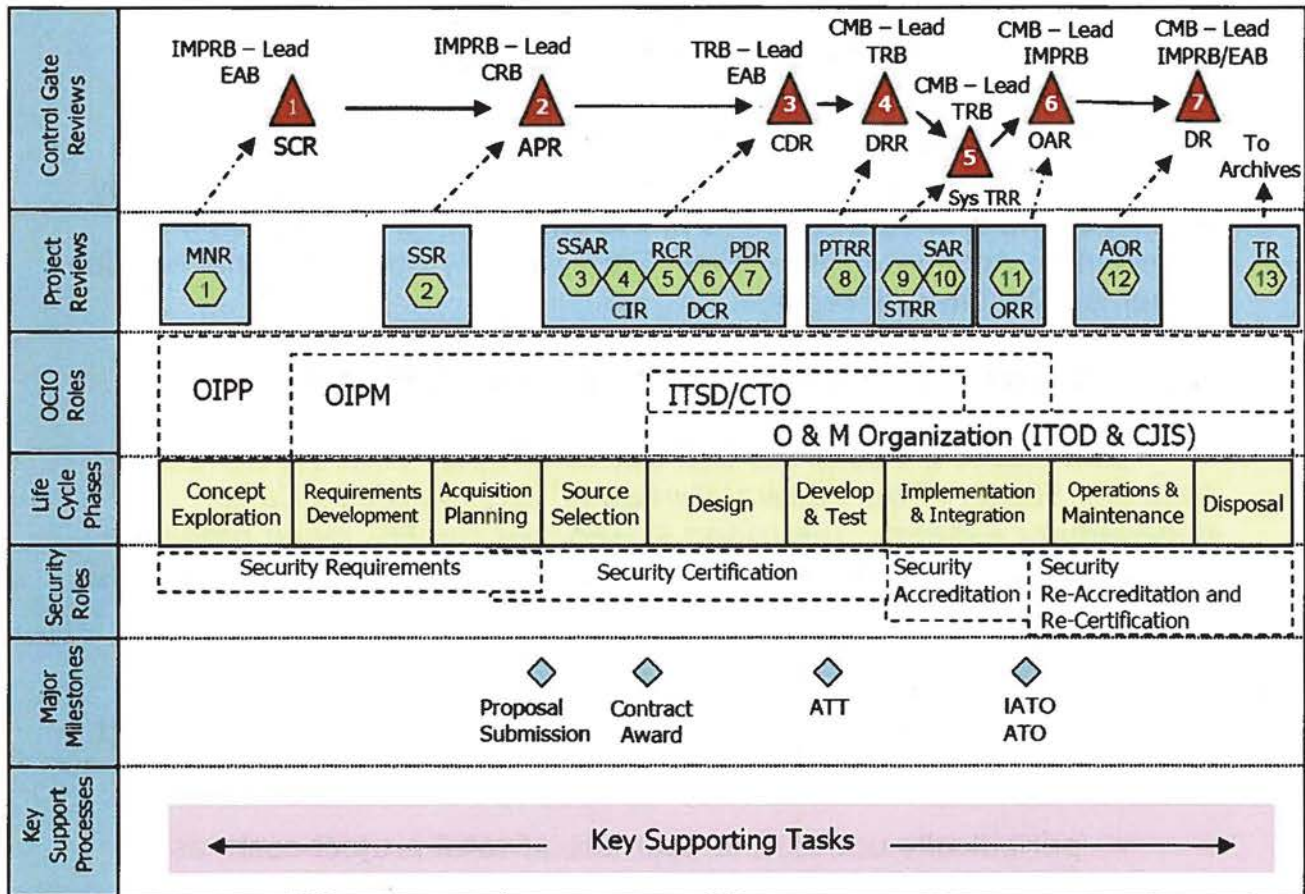 Control Gate
Reviews
IMPRB – Lead
EAB
1
SCR
IMPRB – Lead
CRB
2
APR
TRB – Lead
EAB
3
CDR
CMB – Lead
TRB
4
DRR
CMB – Lead
TRB
5
Sys TRR
CMB – Lead
IMPRB
6
OAR
CMB – Lead
IMPRB/EAB
7
DR
To
Archives
Project
Reviews
MNR
1
SSR
2
SSAR
3
4
CIR
RCR
5
6
DCR
PDR
7
PTRR
8
9
STRR
SAR
10
11
ORR
AOR
12
TR
13
OCIO
Roles
OIPP
OIPM
ITSD/CTO
O & M Organization (ITOD & CJIS)
Life
Cycle
Phases
Concept
Exploration
Requirements
Development
Acquisition
Planning
Source
Selection
Design
Develop
& Test
Implementation
& Integration
Operations &
Maintenance
Disposal
Security
Roles
Security Requirements
Security Certification
Security
Accreditation
Security
Re-Accreditation and
Re-Certification
Major
Milestones
Proposal
Submission
Contract
Award
ATT
IATO
ATO
Key
Support
Processes
Key Supporting Tasks